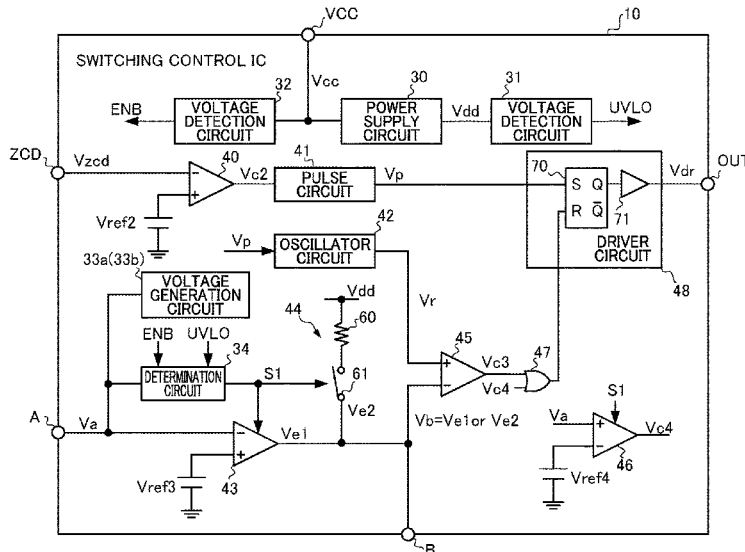 VCC
10
SWITCHING CONTROL IC
Vcc
32
30
31
ENB
VOLTAGE DETECTION CIRCUIT
POWER SUPPLY CIRCUIT
Vdd
VOLTAGE DETECTION CIRCUIT
UVLO
ZCD
Vzcd
40
41
70
OUT
-
+
Vc2
PULSE CIRCUIT
Vp
S Q
R Q̅
71
Vdr
Vref2
DRIVER CIRCUIT
48
42
Vp
OSCILLATOR CIRCUIT
33a(33b)
VOLTAGE GENERATION CIRCUIT
Vdd
Vr
44
60
ENB
UVLO
34
45
47
DETERMINATION CIRCUIT
S1
61
+
-
Vc3
Vc4
S1
A
Va
Ve2
Vb=Ve1 or Ve2
Va
-
+
Ve1
+
-
Vc4
43
46
Vref3
Vref4
B